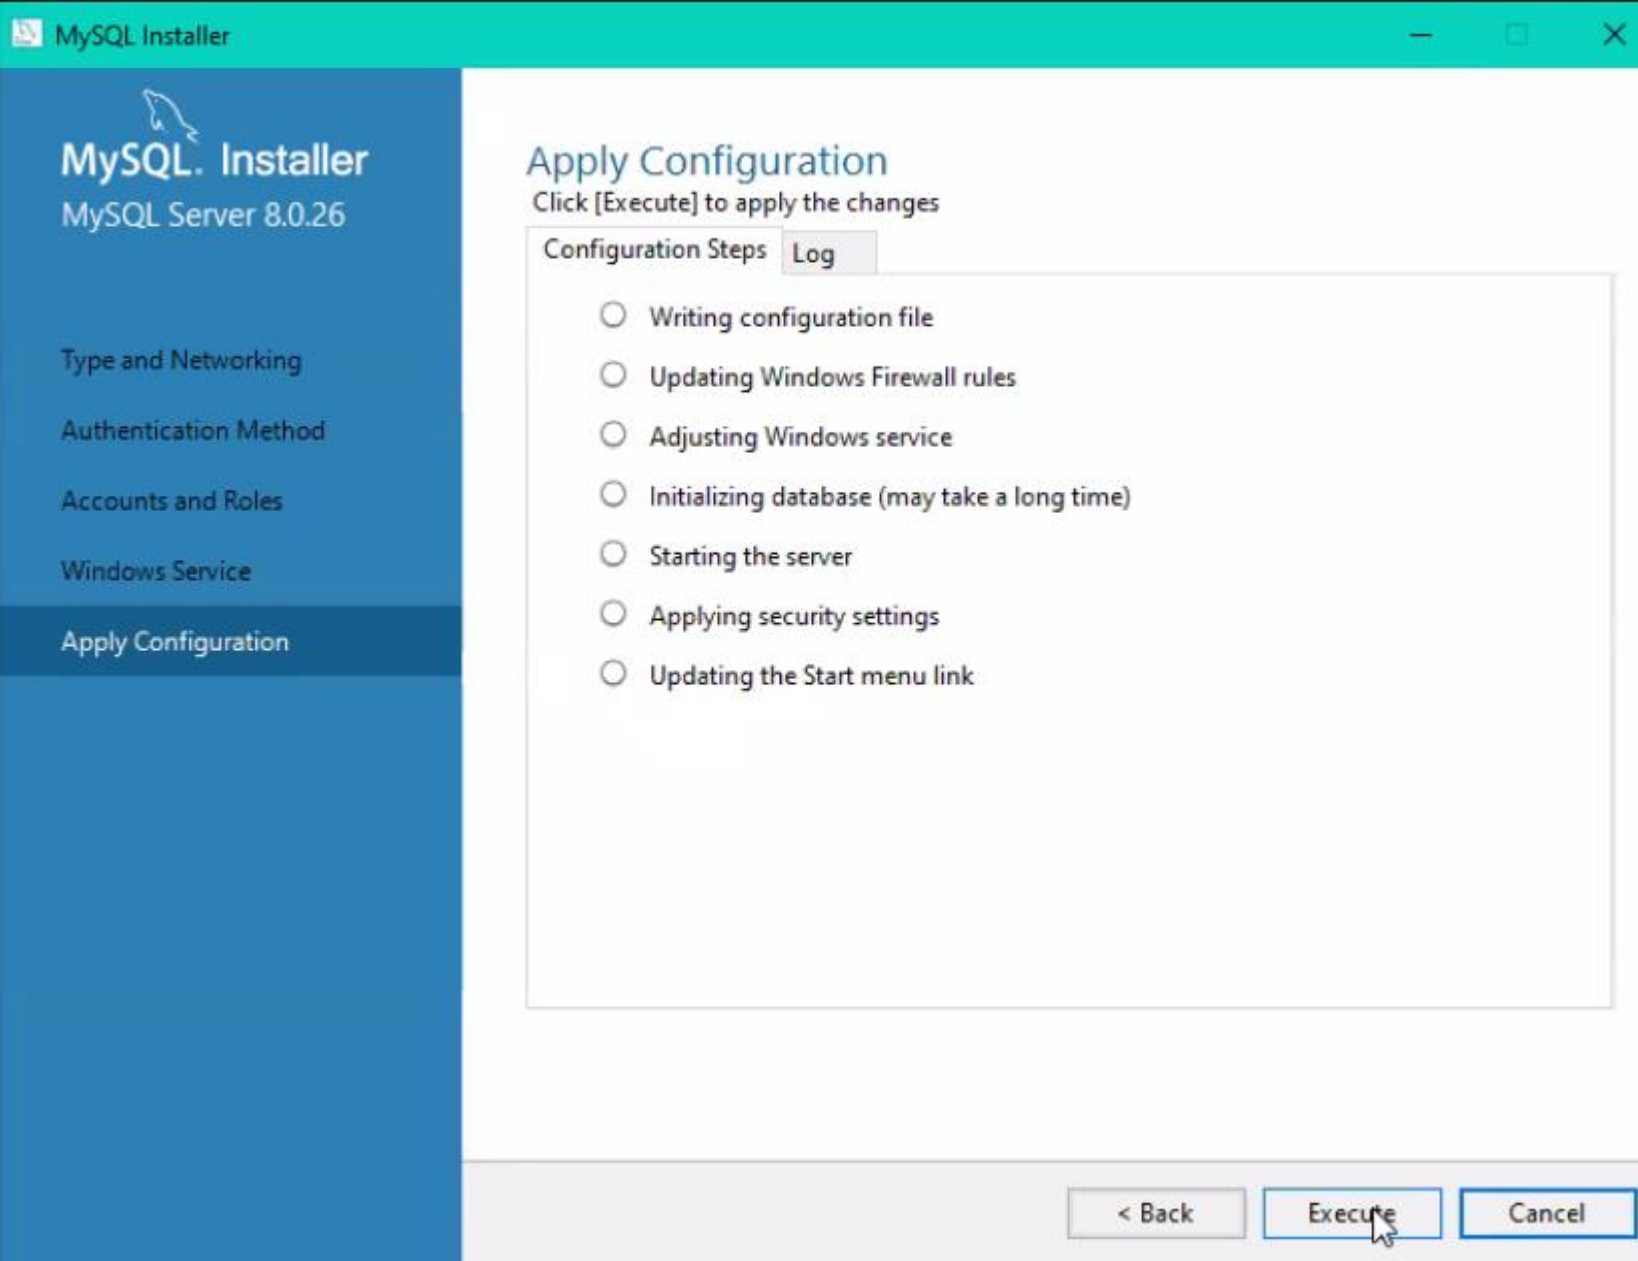 MySQL Installer
MySQL. Installer
MySQL Server 8.0.26
Type and Networking
Authentication Method
Accounts and Roles
Windows Service
Apply Configuration
Apply Configuration
Click [Execute] to apply the changes
Configuration Steps
Log
Writing configuration file
Updating Windows Firewall rules
Adjusting Windows service
Initializing database (may take a long time)
Starting the server
Applying security settings
Updating the Start menu link
< Back
Execute
Cancel